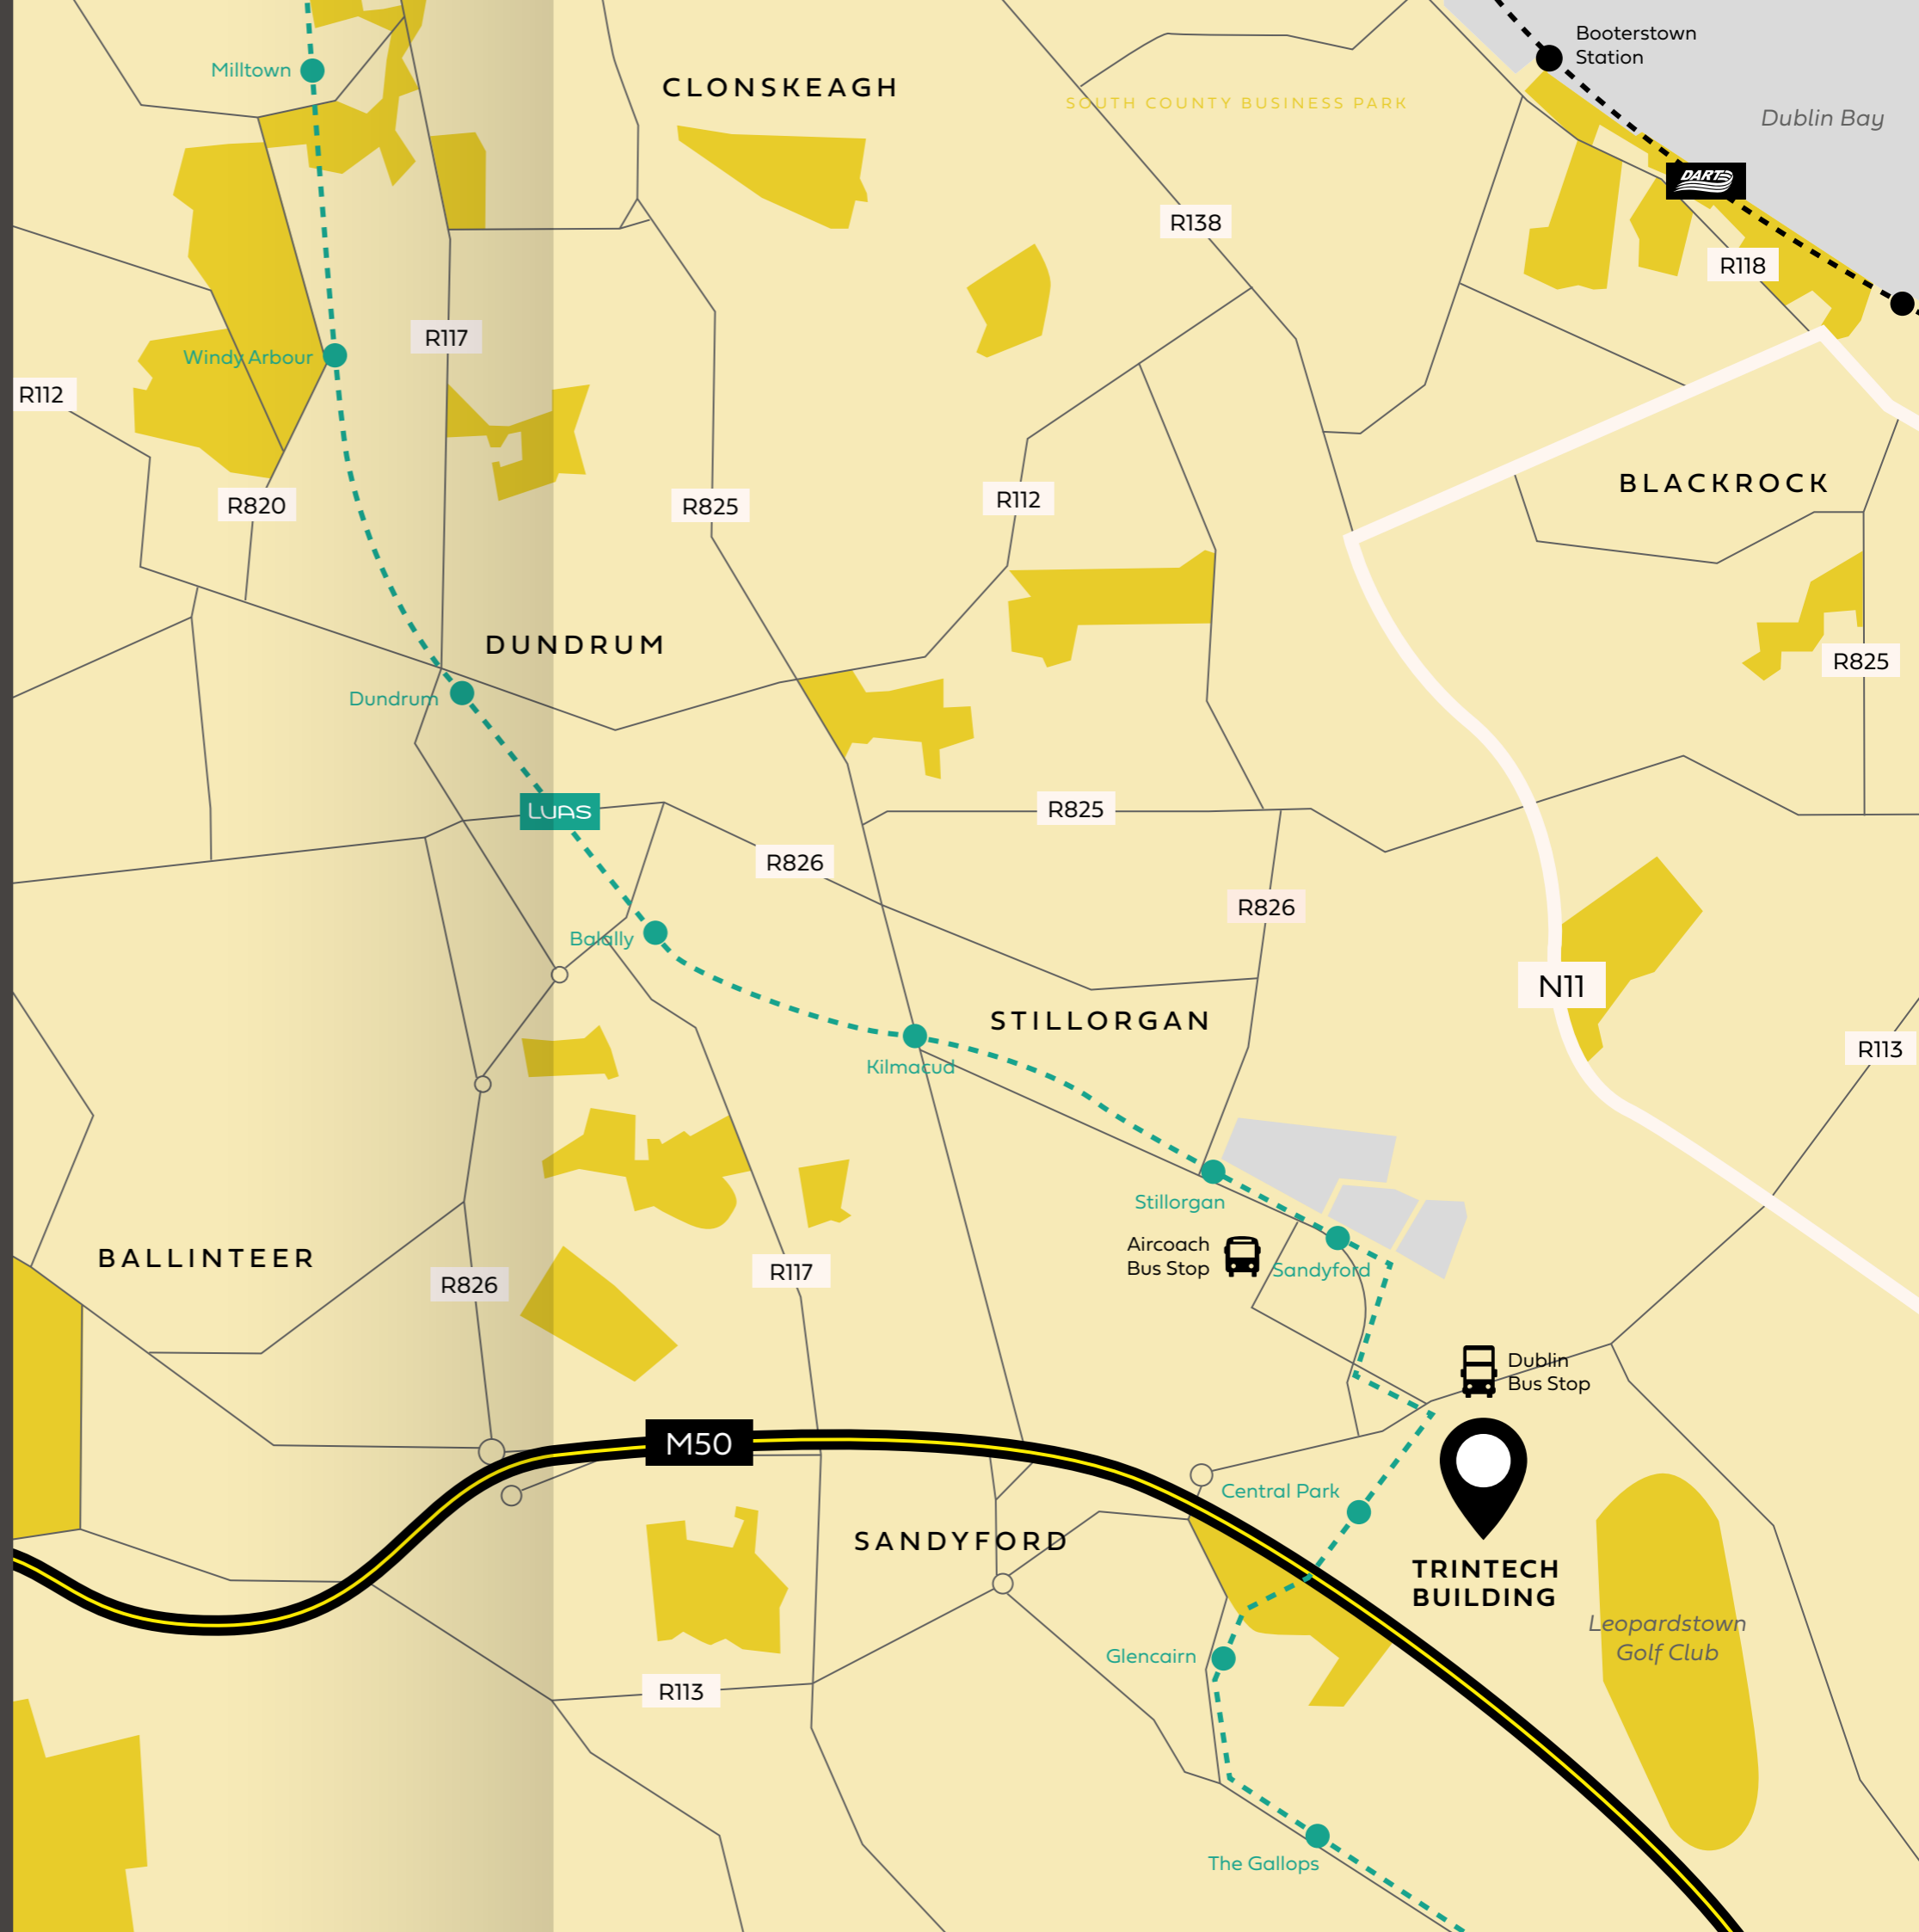 Booterstown
Station
Milltown
CLONSKEAGH
SOUTH COUNTY BUSINESS PARK
Dublin Bay
DART
R138
R118
R117
Windy Arbour
R112
BLACKROCK
R820
R825
R112
DUNDRUM
R825
Dundrum
LUAS
R825
R826
R826
Balally
N11
STILLORGAN
R113
Kilmacud
Stillorgan
Aircoach
Bus Stop
Sandyford
BALLINTEER
R826
R117
Dublin
Bus Stop
M50
Central Park
SANDYFORD
TRINTECH
BUILDING
Leopardstown
Golf Club
Glencairn
R113
The Gallops